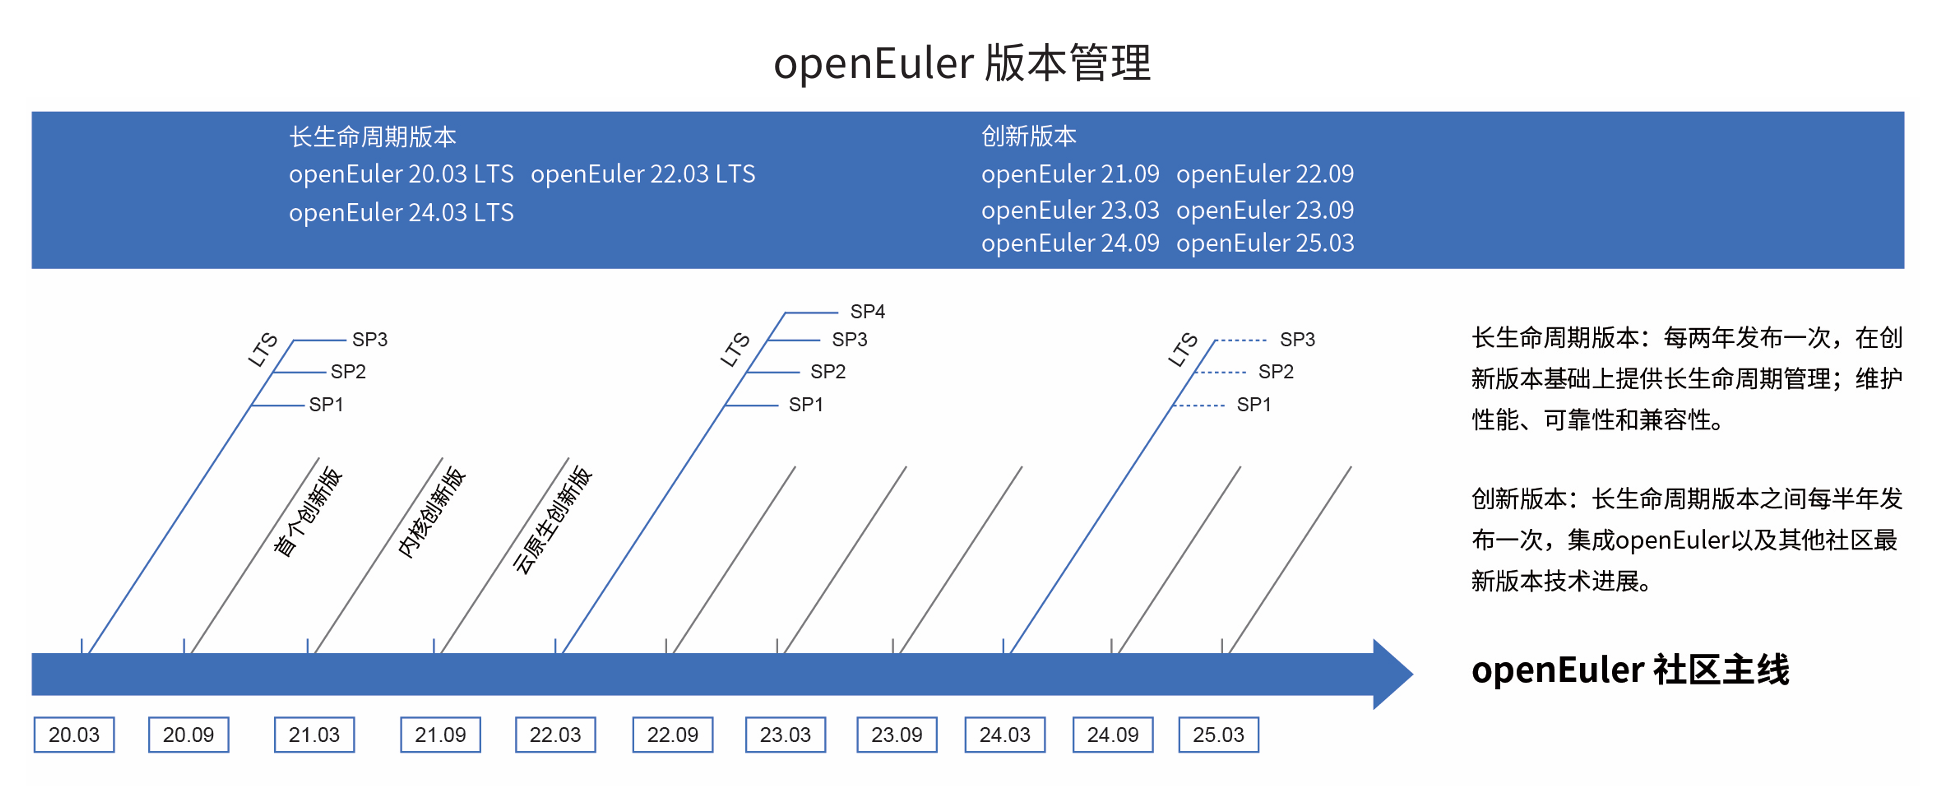 openEuler 版本管理
长生命周期版本
openEuler 20.03 LTS openEuler 22.03 LTS
openEuler 24.03 LTS
创新版本
openEuler 21.09 openEuler 22.09
openEuler 23.03 openEuler 23.09
openEuler 24.09 openEuler 25.03
LTS
SP3
SP2
SP1
首个创新版
内核创新版
云原生创新版
LTS
SP4
SP3
SP2
SP1
LTS
SP3
SP2
SP1
长生命周期版本：每两年发布一次，在创
新版本基础上提供长生命周期管理；维护
性能、可靠性和兼容性。
创新版本：长生命周期版本之间每半年发
布一次，集成openEuler以及其他社区最
新版本技术进展。
openEuler 社区主线
20.03
20.09
21.03
21.09
22.03
22.09
23.03
23.09
24.03
24.09
25.03